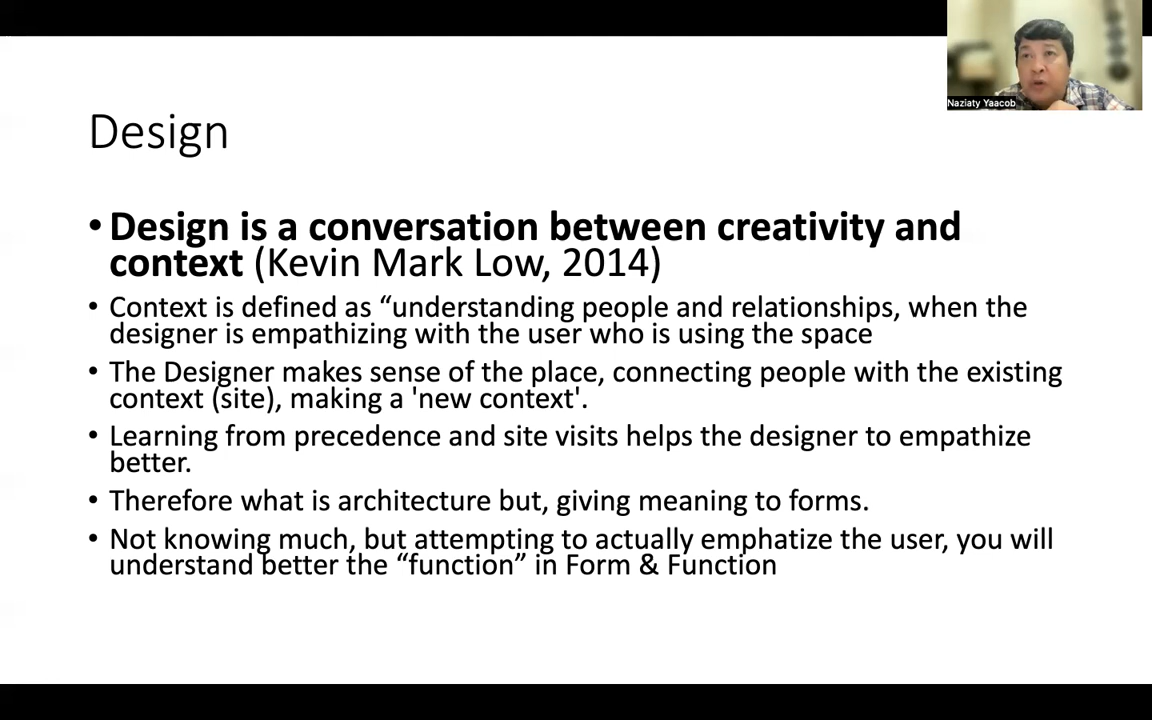 Naziaty Yaacob
Design
• Design is a conversation between creativity and
context (Kevin Mark Low, 2014)
• Context is defined as “understanding people and relationships, when the
designer is empathizing with the user who is using the space
• The Designer makes sense of the place, connecting people with the existing
context (site), making a 'new context'.
• Learning from precedence and site visits helps the designer to empathize
better.
• Therefore what is architecture but, giving meaning to forms.
• Not knowing much, but attempting to actually emphatize the user, you will
understand better the “function” in Form & Function